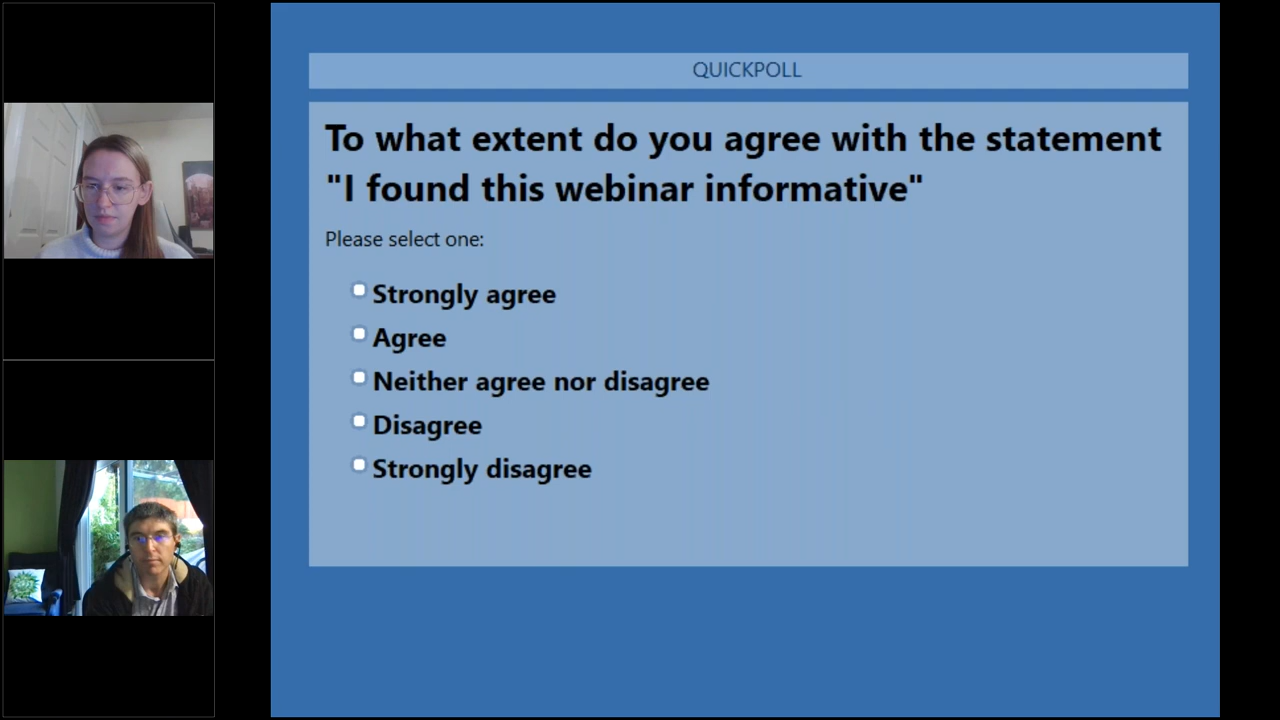 QUICKPOLL
To what extent do you agree with the statement
"I found this webinar informative"
Please select one:
Strongly agree
Agree
Neither agree nor disagree
Disagree
Strongly disagree